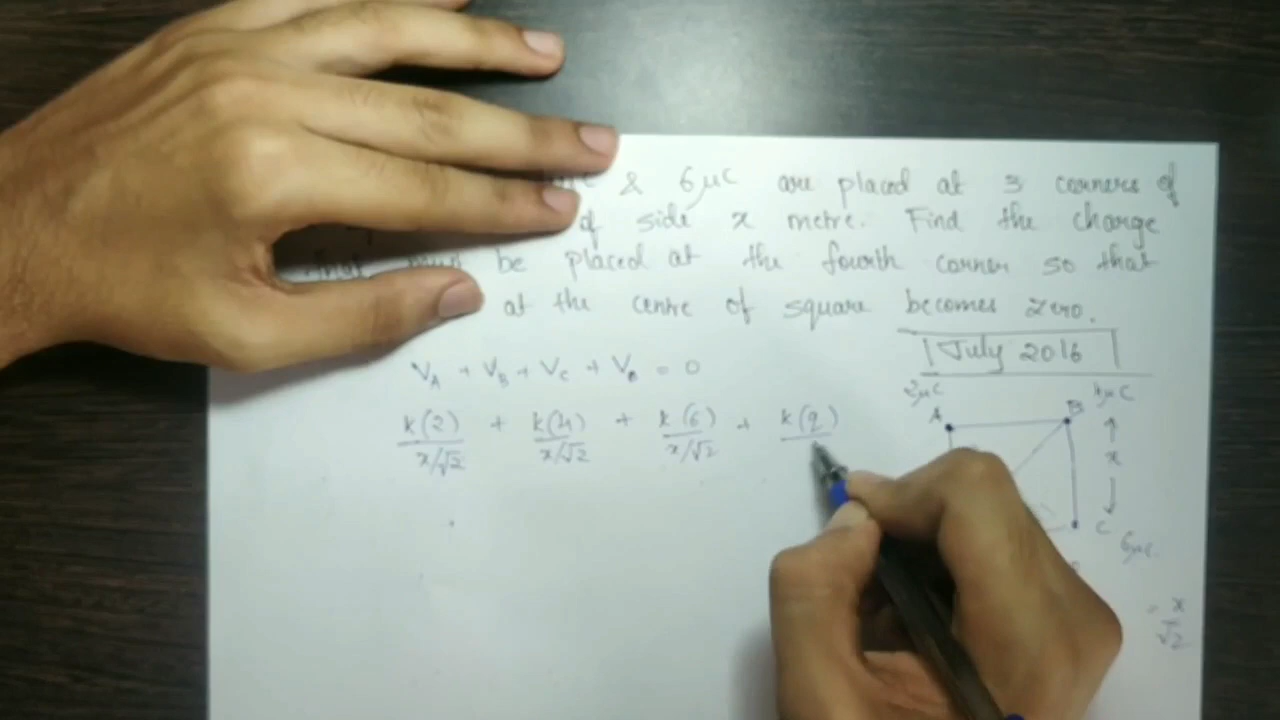 & 6μC are placed at 3 corners of
of side x metre. Find the charge
must be placed at the fourth corner so that
at the centre of square becomes zero.
July 2016
V_A + V_B + V_C + V_D = 0
k(2)/(x/√2) + k(4)/(x/√2) + k(6)/(x/√2) + k(q)
2μC
A
B 4μC
x
C
6μC
= x/√2